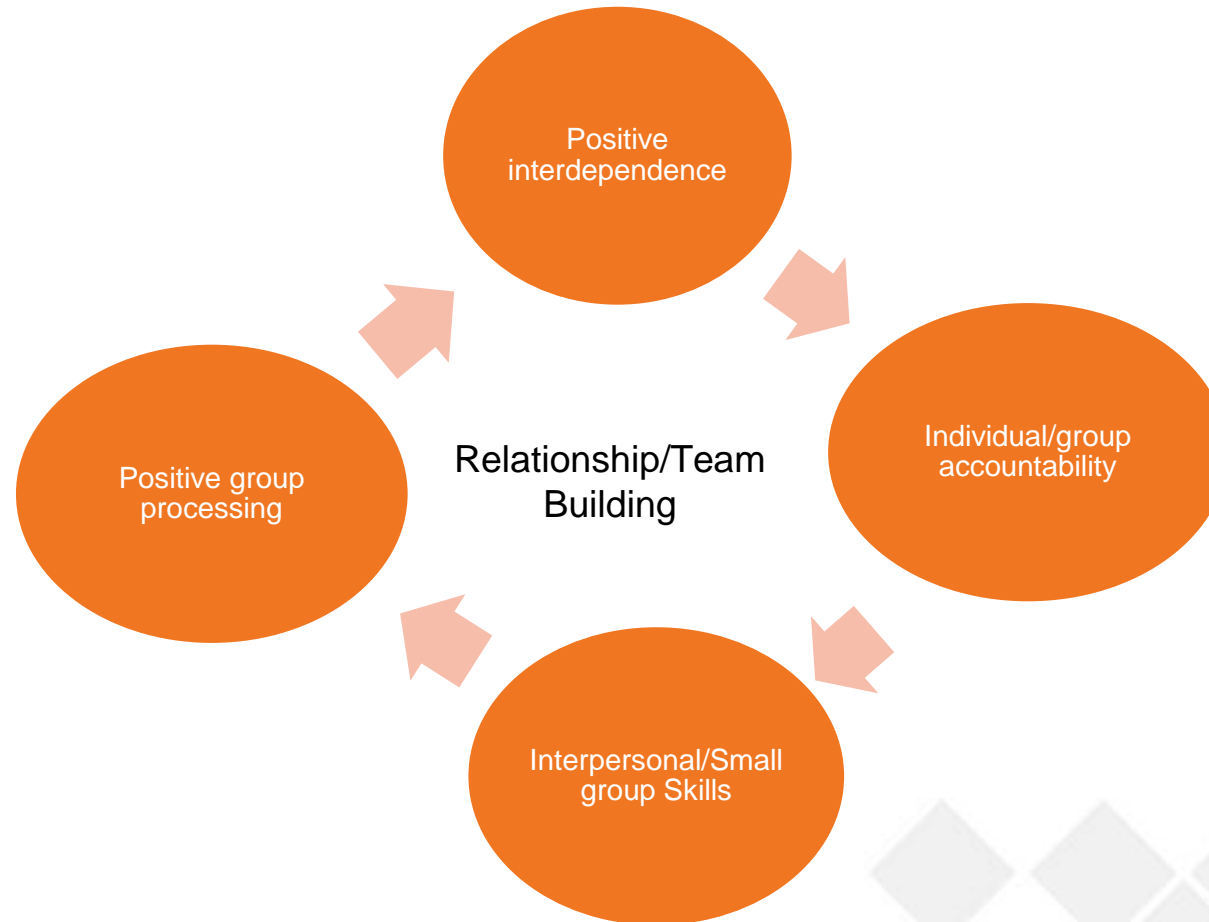 Positive
interdependence
Individual/group
accountability
Relationship/Team
Building
Positive group
processing
Interpersonal/Small
group Skills